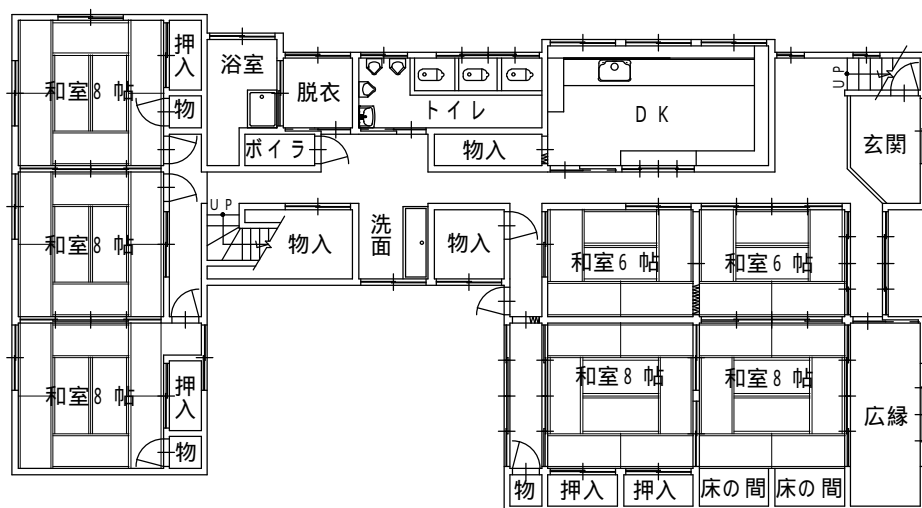 押入
浴室
和室8 帖
脱衣
トイレ
DK
UP
物
ボイラ
物入
玄関
UP
和室8 帖
物入
洗面
物入
和室6 帖
和室6 帖
和室8 帖
押入
和室8 帖
和室8 帖
広縁
物
物
押入
押入
床の間
床の間